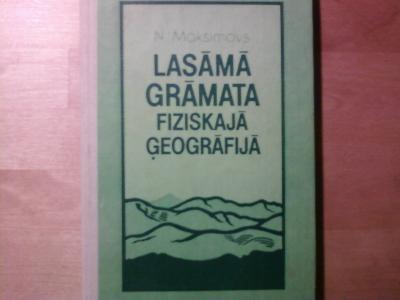 N. Maksimovs
LASĀMĀ
GRĀMATA
FIZISKAJĀ
ĢEOGRĀFIJĀ